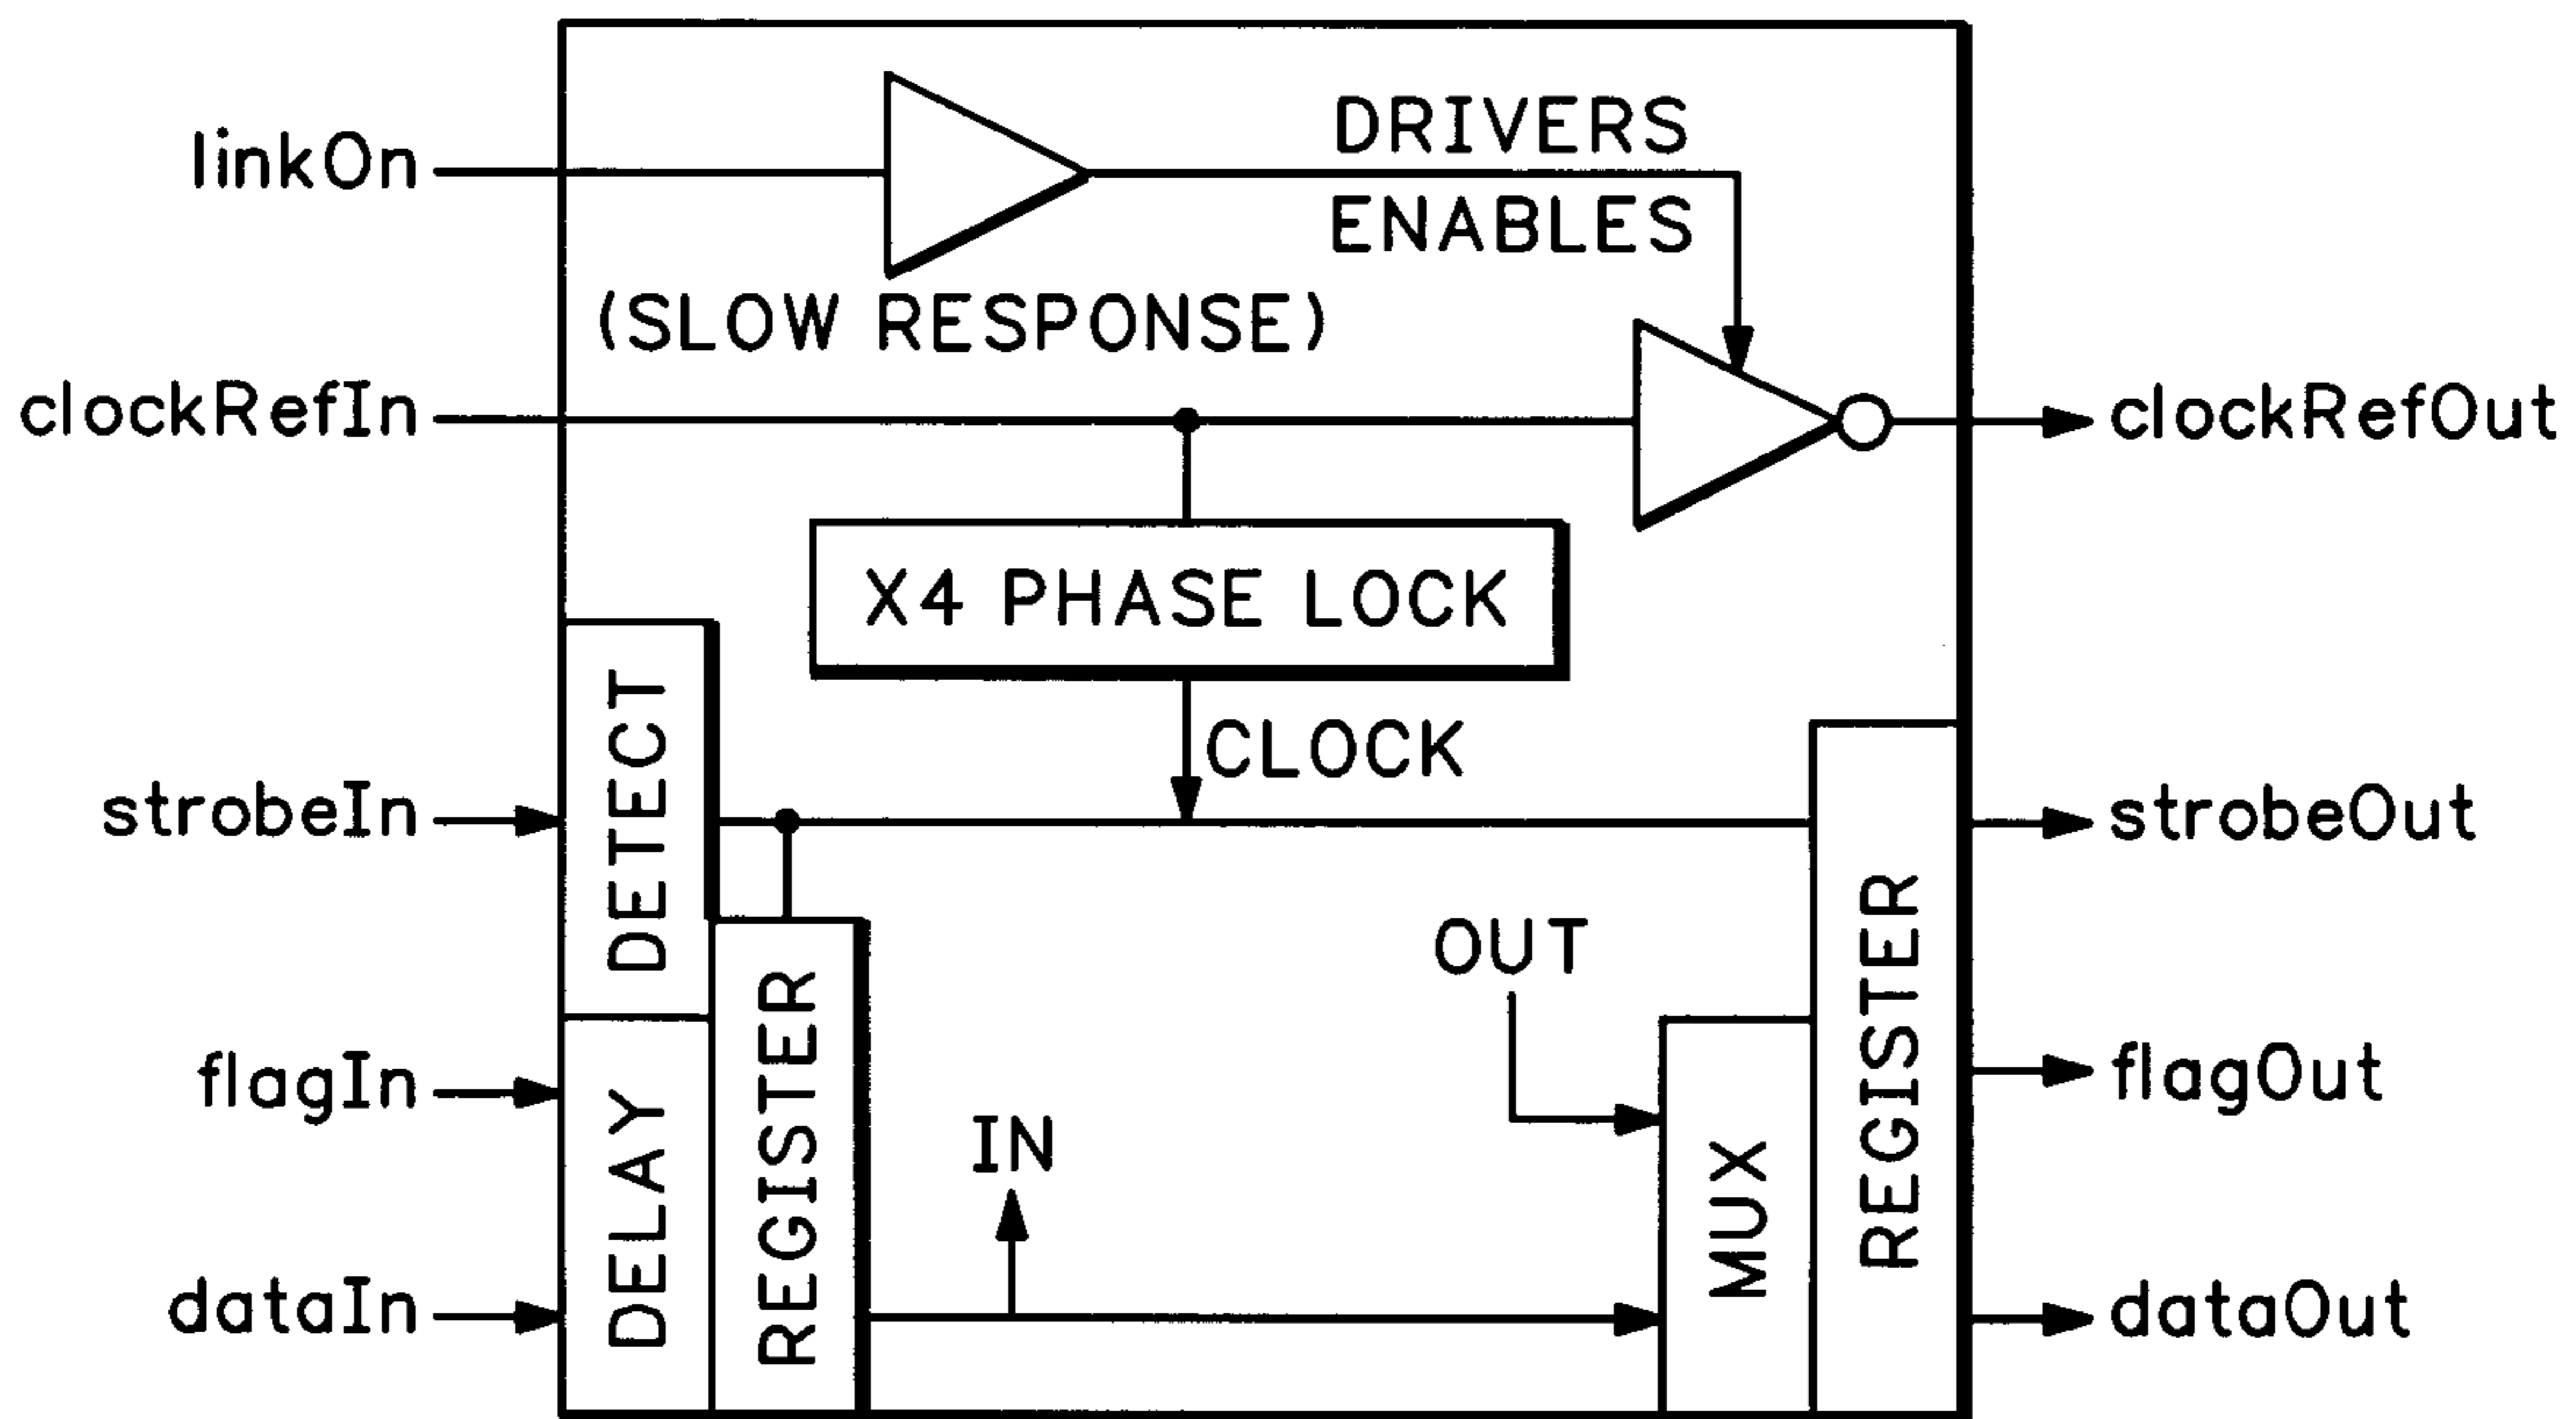 linkOn
DRIVERS
ENABLES
(SLOW RESPONSE)
clockRefIn
clockRefOut
X4 PHASE LOCK
CLOCK
DETECT
strobeIn
strobeOut
OUT
REGISTER
REGISTER
flagIn
flagOut
DELAY
IN
MUX
dataIn
dataOut